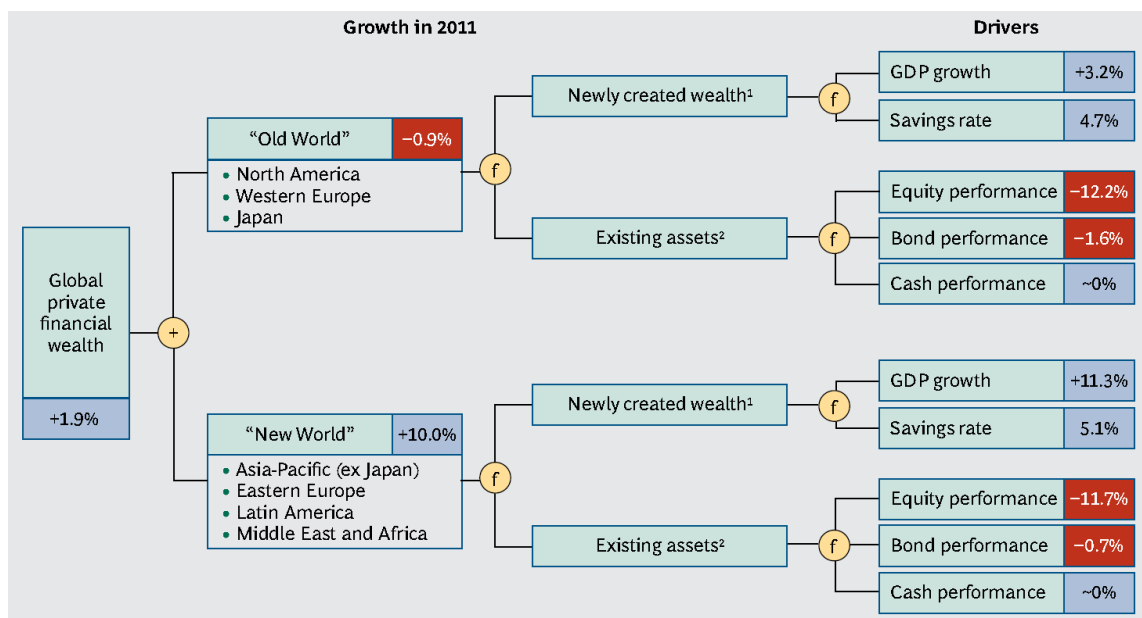 Growth in 2011
Drivers
Global
private
financial
wealth
+1.9%
+
“Old World”
−0.9%
• North America
• Western Europe
• Japan
f
Newly created wealth¹
f
GDP growth
+3.2%
Savings rate
4.7%
Existing assets²
f
Equity performance
−12.2%
Bond performance
−1.6%
Cash performance
~0%
“New World”
+10.0%
• Asia-Pacific (ex Japan)
• Eastern Europe
• Latin America
• Middle East and Africa
f
Newly created wealth¹
f
GDP growth
+11.3%
Savings rate
5.1%
Existing assets²
f
Equity performance
−11.7%
Bond performance
−0.7%
Cash performance
~0%